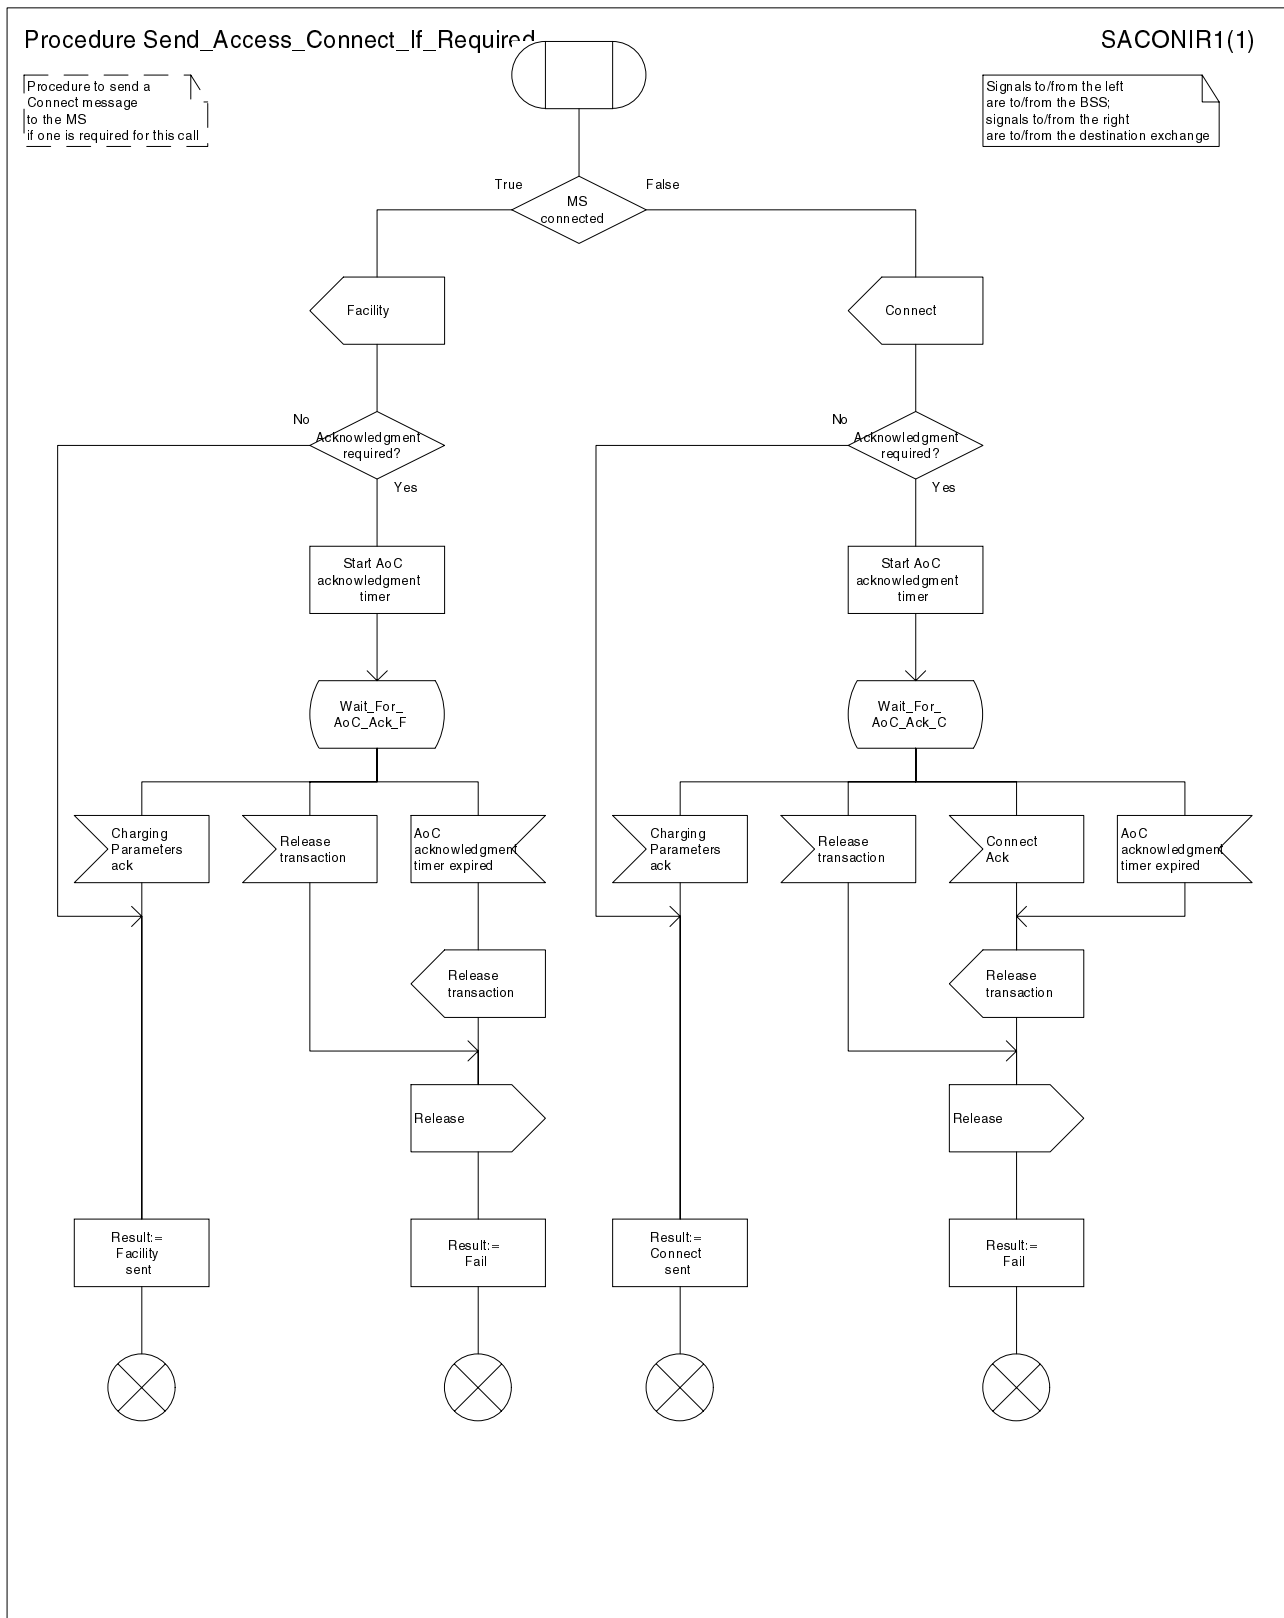 Procedure Send_Access_Connect_If_Required
SACONIR1(1)
Procedure to send a
Connect message
to the MS
if one is required for this call
Signals to/from the left
are to/from the BSS;
signals to/from the right
are to/from the destination exchange
True
False
MS
connected
Facility
Connect
No
Acknowledgment
required?
Yes
No
Acknowledgment
required?
Yes
Start AoC
acknowledgment
timer
Start AoC
acknowledgment
timer
Wait_For_
AoC_Ack_F
Wait_For_
AoC_Ack_C
Charging
Parameters
ack
Release
transaction
AoC
acknowledgment
timer expired
Charging
Parameters
ack
Release
transaction
Connect
Ack
AoC
acknowledgment
timer expired
Release
transaction
Release
transaction
Release
Release
Result:=
Facility
sent
Result:=
Fail
Result:=
Connect
sent
Result:=
Fail